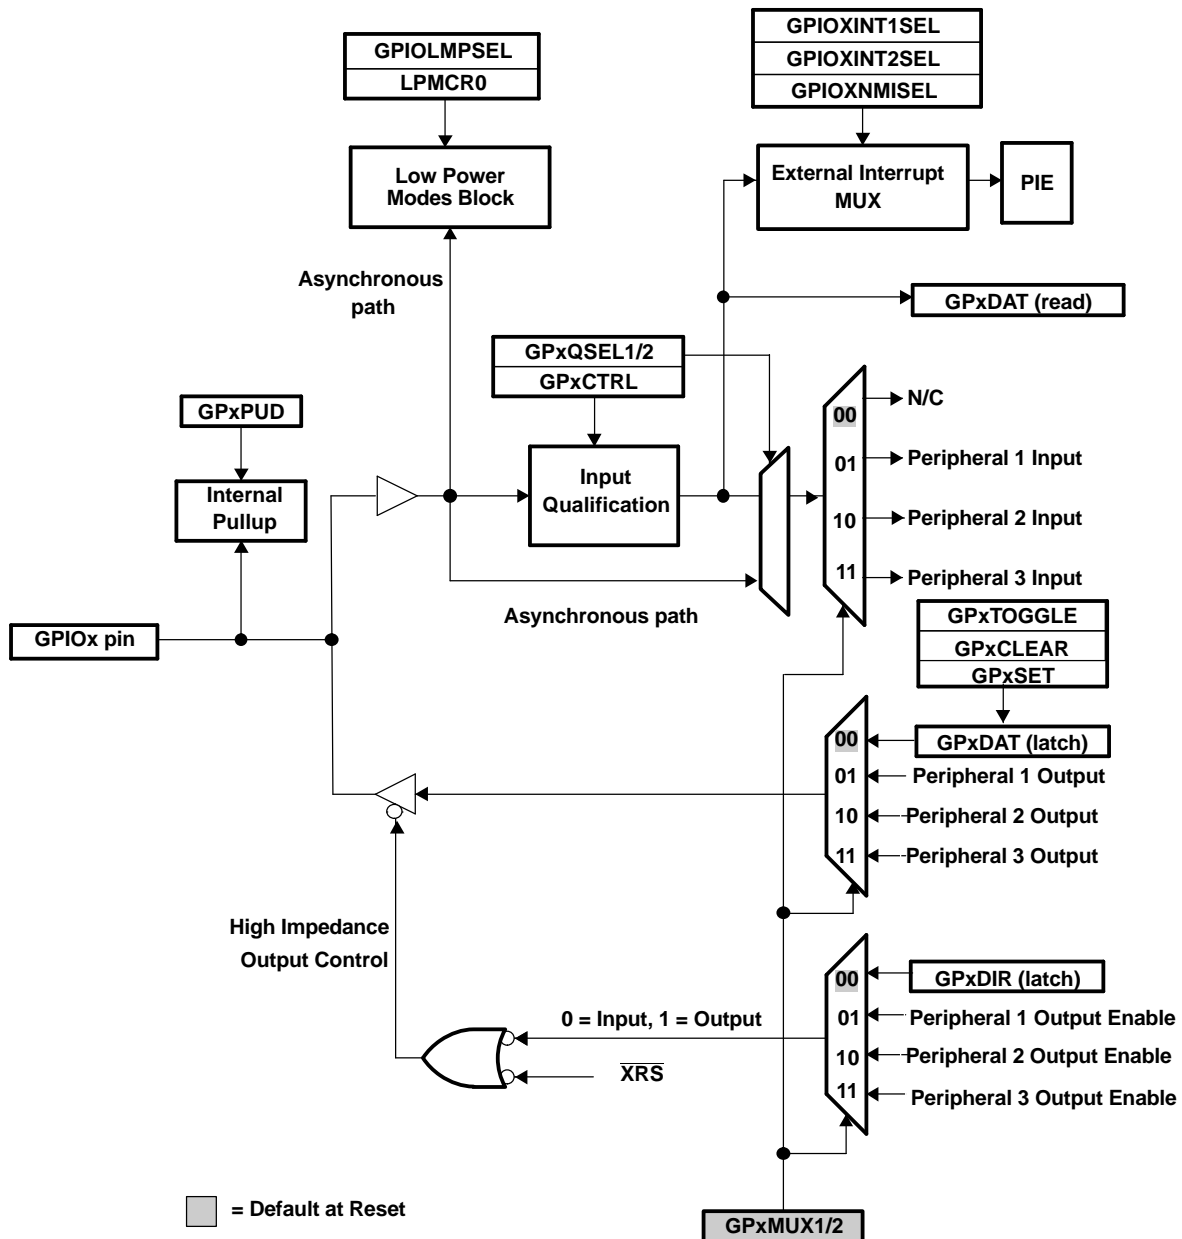 GPIOLMPSEL
LPMCR0
GPIOXINT1SEL
GPIOXINT2SEL
GPIOXNMISEL
Low Power
Modes Block
External Interrupt
MUX
PIE
Asynchronous
path
GPxDAT (read)
GPxQSEL1/2
GPxCTRL
GPxPUD
Internal
Pullup
Input
Qualification
00
01
10
11
N/C
Peripheral 1 Input
Peripheral 2 Input
Peripheral 3 Input
Asynchronous path
GPIOx pin
GPxTOGGLE
GPxCLEAR
GPxSET
00
01
10
11
GPxDAT (latch)
Peripheral 1 Output
Peripheral 2 Output
Peripheral 3 Output
High Impedance
Output Control
00
01
10
11
GPxDIR (latch)
Peripheral 1 Output Enable
Peripheral 2 Output Enable
Peripheral 3 Output Enable
0 = Input, 1 = Output
XRS
= Default at Reset
GPxMUX1/2